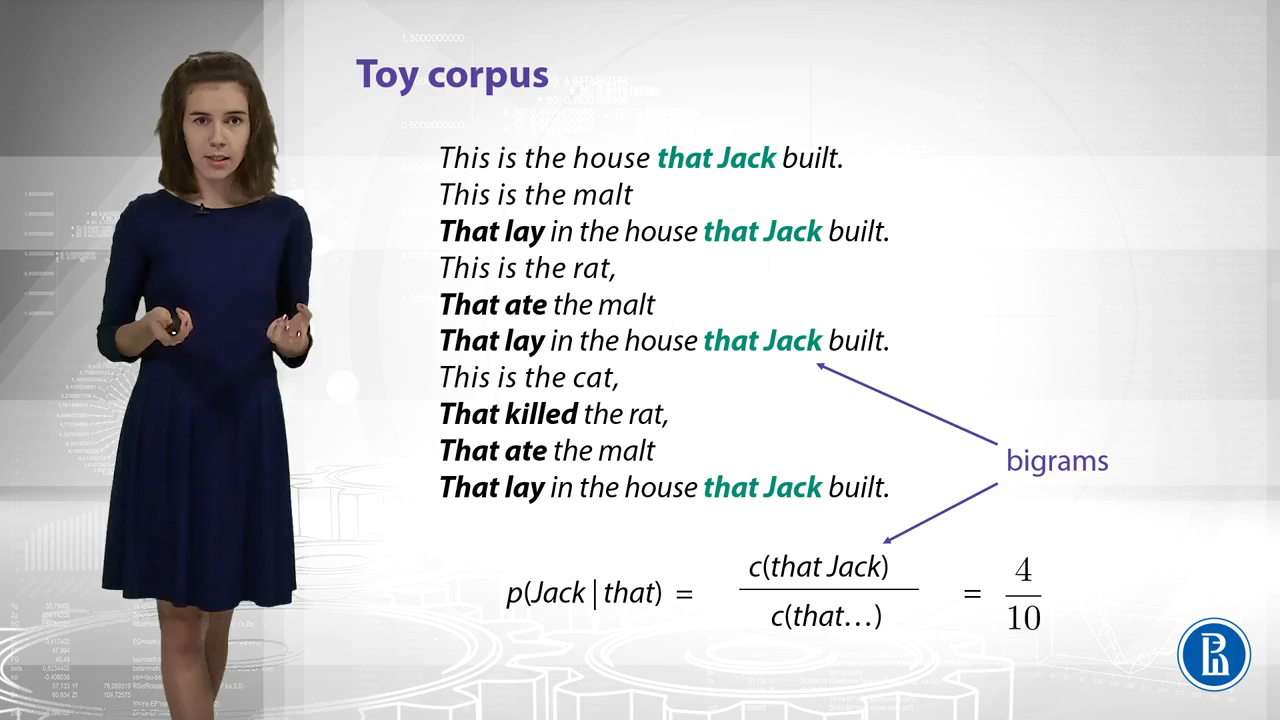 Toy corpus
This is the house that Jack built.
This is the malt
That lay in the house that Jack built.
This is the rat,
That ate the malt
That lay in the house that Jack built.
This is the cat,
That killed the rat,
That ate the malt
That lay in the house that Jack built.
bigrams
p(Jack | that) = c(that Jack) / c(that…) = 4 / 10